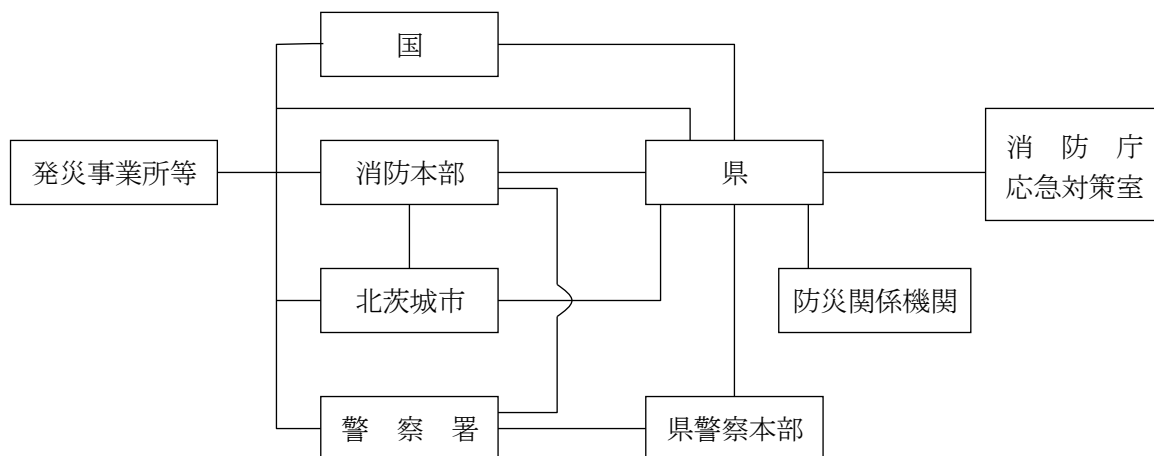 国
発災事業所等
消防本部
県
消　防　庁
応急対策室
北茨城市
防災関係機関
警　察　署
県警察本部